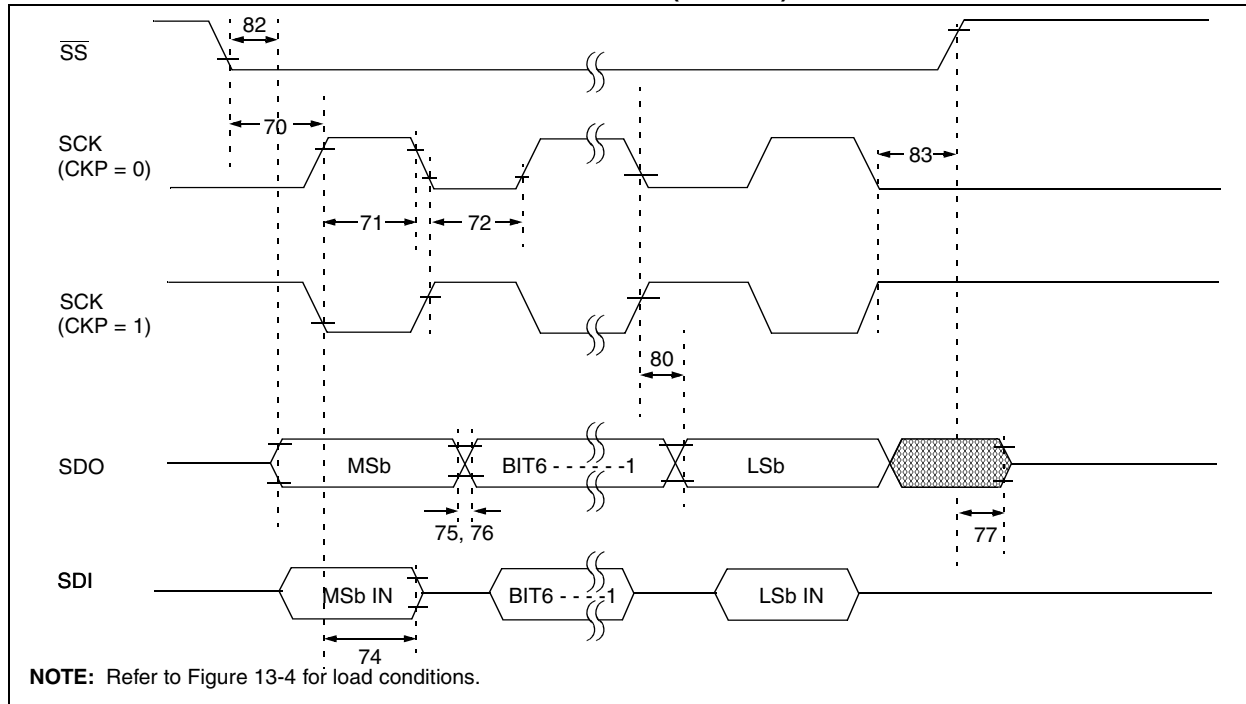 82
SS
70
SCK
(CKP = 0)
83
71
72
SCK
(CKP = 1)
80
SDO
MSb
BIT6 - - - - - -1
LSb
75, 76
77
SDI
MSb IN
BIT6 - - - -1
LSb IN
74
NOTE: Refer to Figure 13-4 for load conditions.